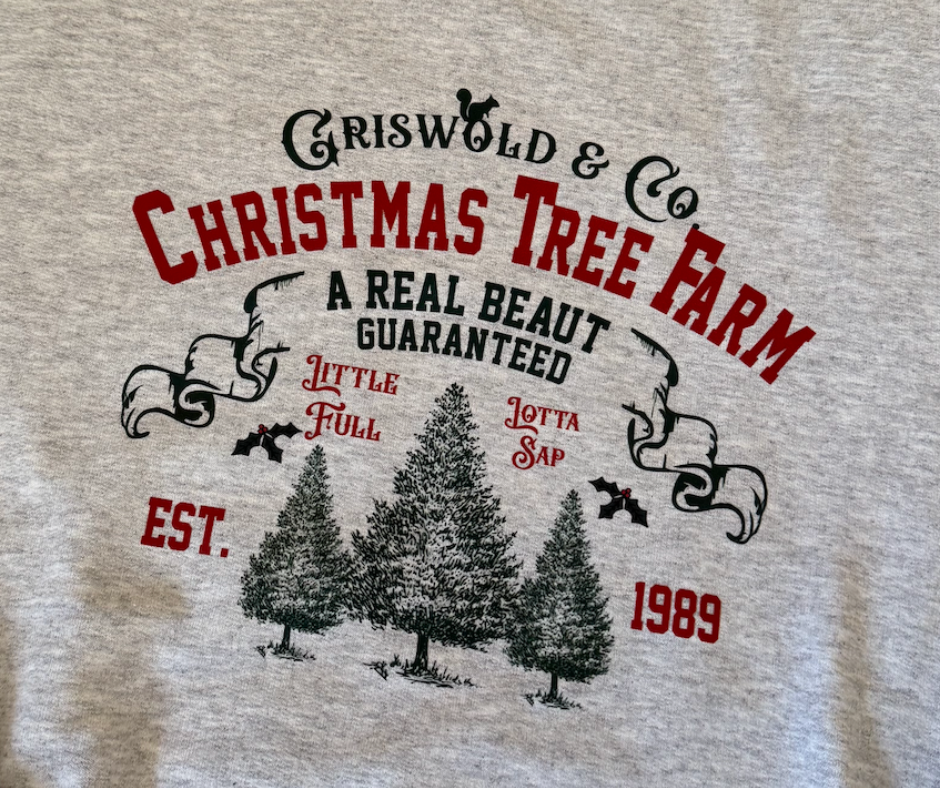 GRISWOLD & CO.
CHRISTMAS TREE FARM
A REAL BEAUT
GUARANTEED
LITTLE
FULL
LOTTA
SAP
EST.
1989